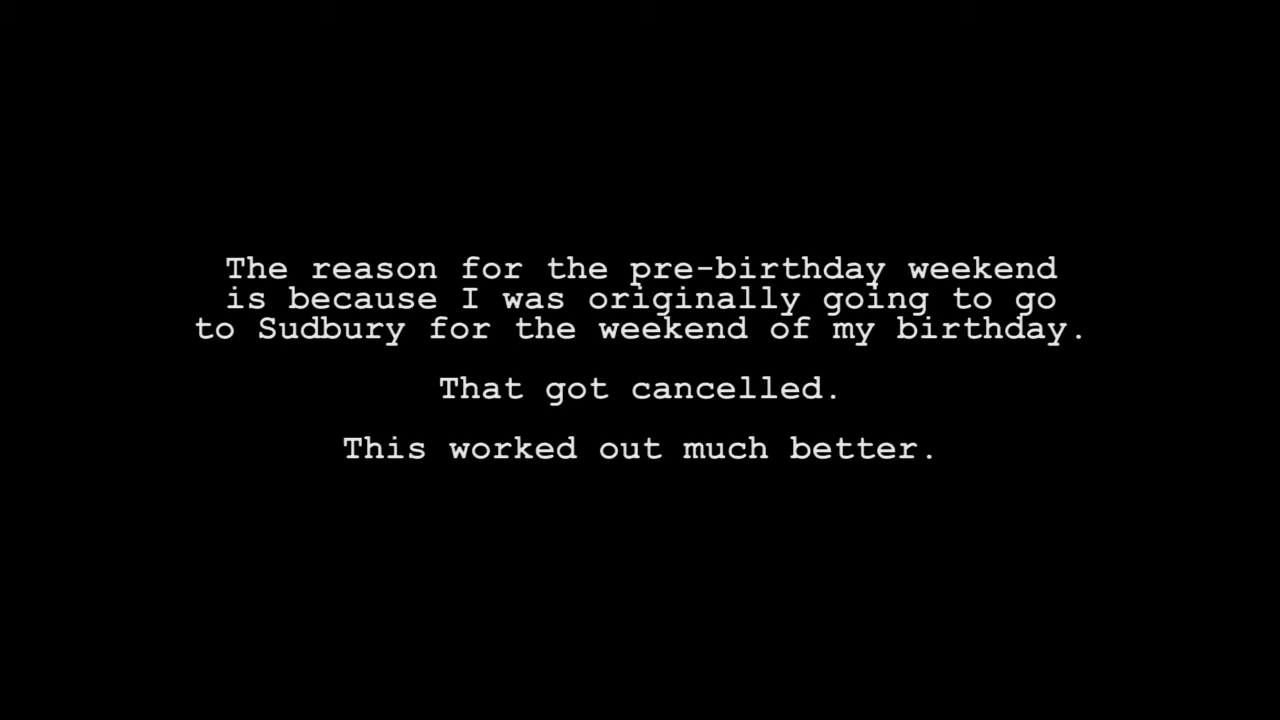 The reason for the pre-birthday weekend
is because I was originally going to go
to Sudbury for the weekend of my birthday.
That got cancelled.
This worked out much better.